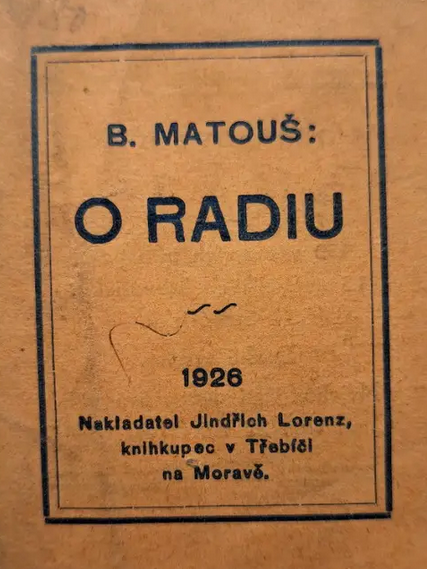 B. MATOUŠ:
O RADIU
1926
Nakladatel Jindřich Lorenz,
knihkupec v Třebíči
na Moravě.